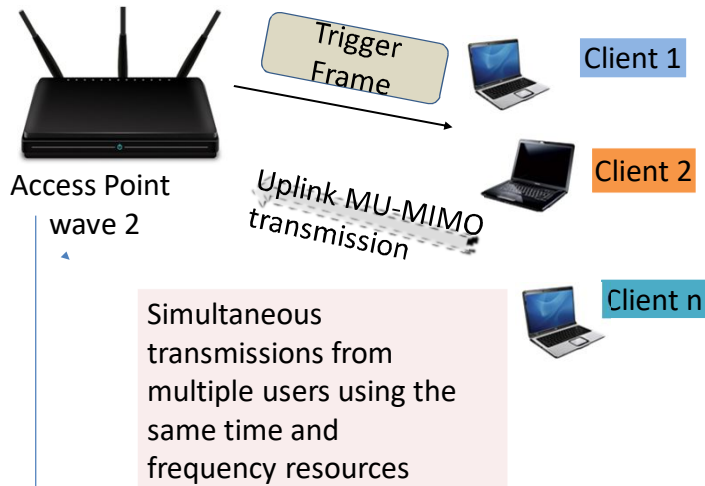 Trigger
Frame
Client 1
Client 2
Access Point
wave 2
Uplink MU-MIMO
transmission
Client n
Simultaneous
transmissions from
multiple users using the
same time and
frequency resources